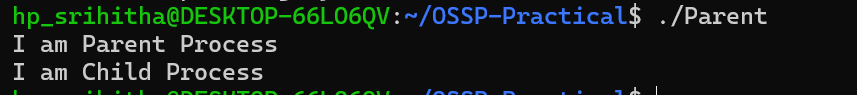 hp_srihitha@DESKTOP-66LO6QV:~/OSSP-Practical$ ./Parent
I am Parent Process
I am Child Process